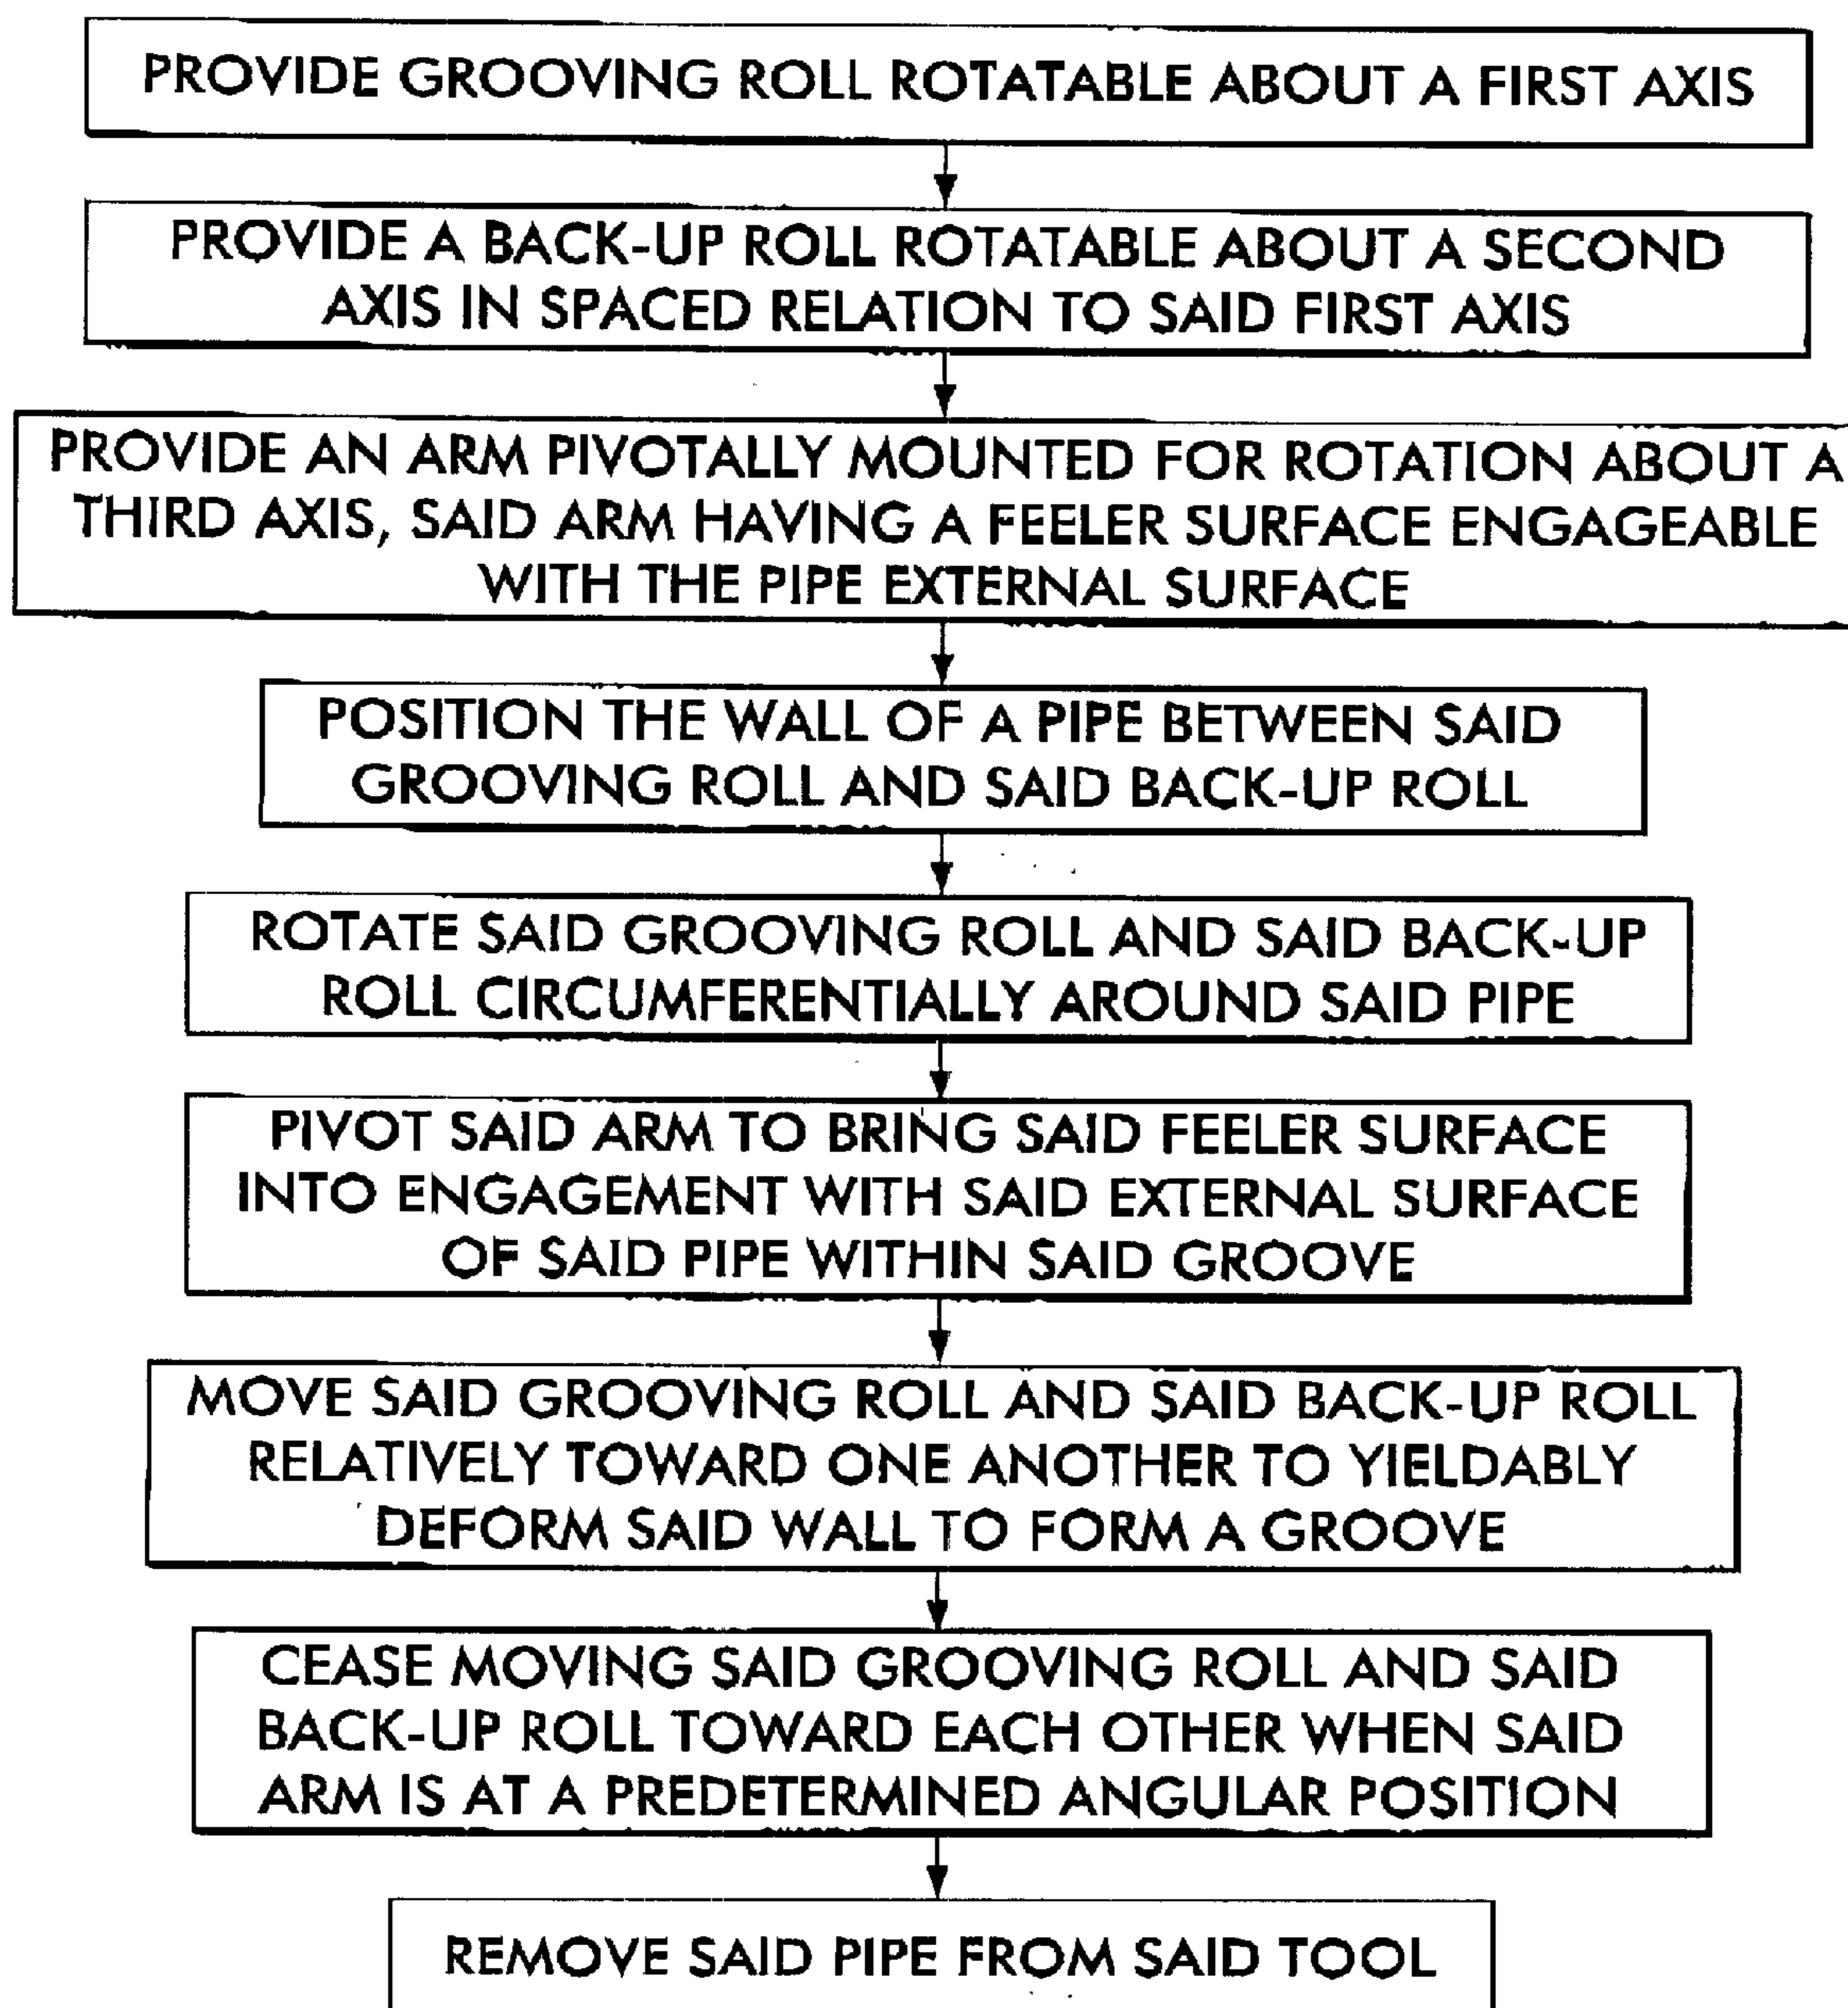 PROVIDE GROOVING ROLL ROTATABLE ABOUT A FIRST AXIS
PROVIDE A BACK-UP ROLL ROTATABLE ABOUT A SECOND
AXIS IN SPACED RELATION TO SAID FIRST AXIS
PROVIDE AN ARM PIVOTALLY MOUNTED FOR ROTATION ABOUT A
THIRD AXIS, SAID ARM HAVING A FEELER SURFACE ENGAGEABLE
WITH THE PIPE EXTERNAL SURFACE
POSITION THE WALL OF A PIPE BETWEEN SAID
GROOVING ROLL AND SAID BACK-UP ROLL
ROTATE SAID GROOVING ROLL AND SAID BACK-UP
ROLL CIRCUMFERENTIALLY AROUND SAID PIPE
PIVOT SAID ARM TO BRING SAID FEELER SURFACE
INTO ENGAGEMENT WITH SAID EXTERNAL SURFACE
OF SAID PIPE WITHIN SAID GROOVE
MOVE SAID GROOVING ROLL AND SAID BACK-UP ROLL
RELATIVELY TOWARD ONE ANOTHER TO YIELDABLY
DEFORM SAID WALL TO FORM A GROOVE
CEASE MOVING SAID GROOVING ROLL AND SAID
BACK-UP ROLL TOWARD EACH OTHER WHEN SAID
ARM IS AT A PREDETERMINED ANGULAR POSITION
REMOVE SAID PIPE FROM SAID TOOL